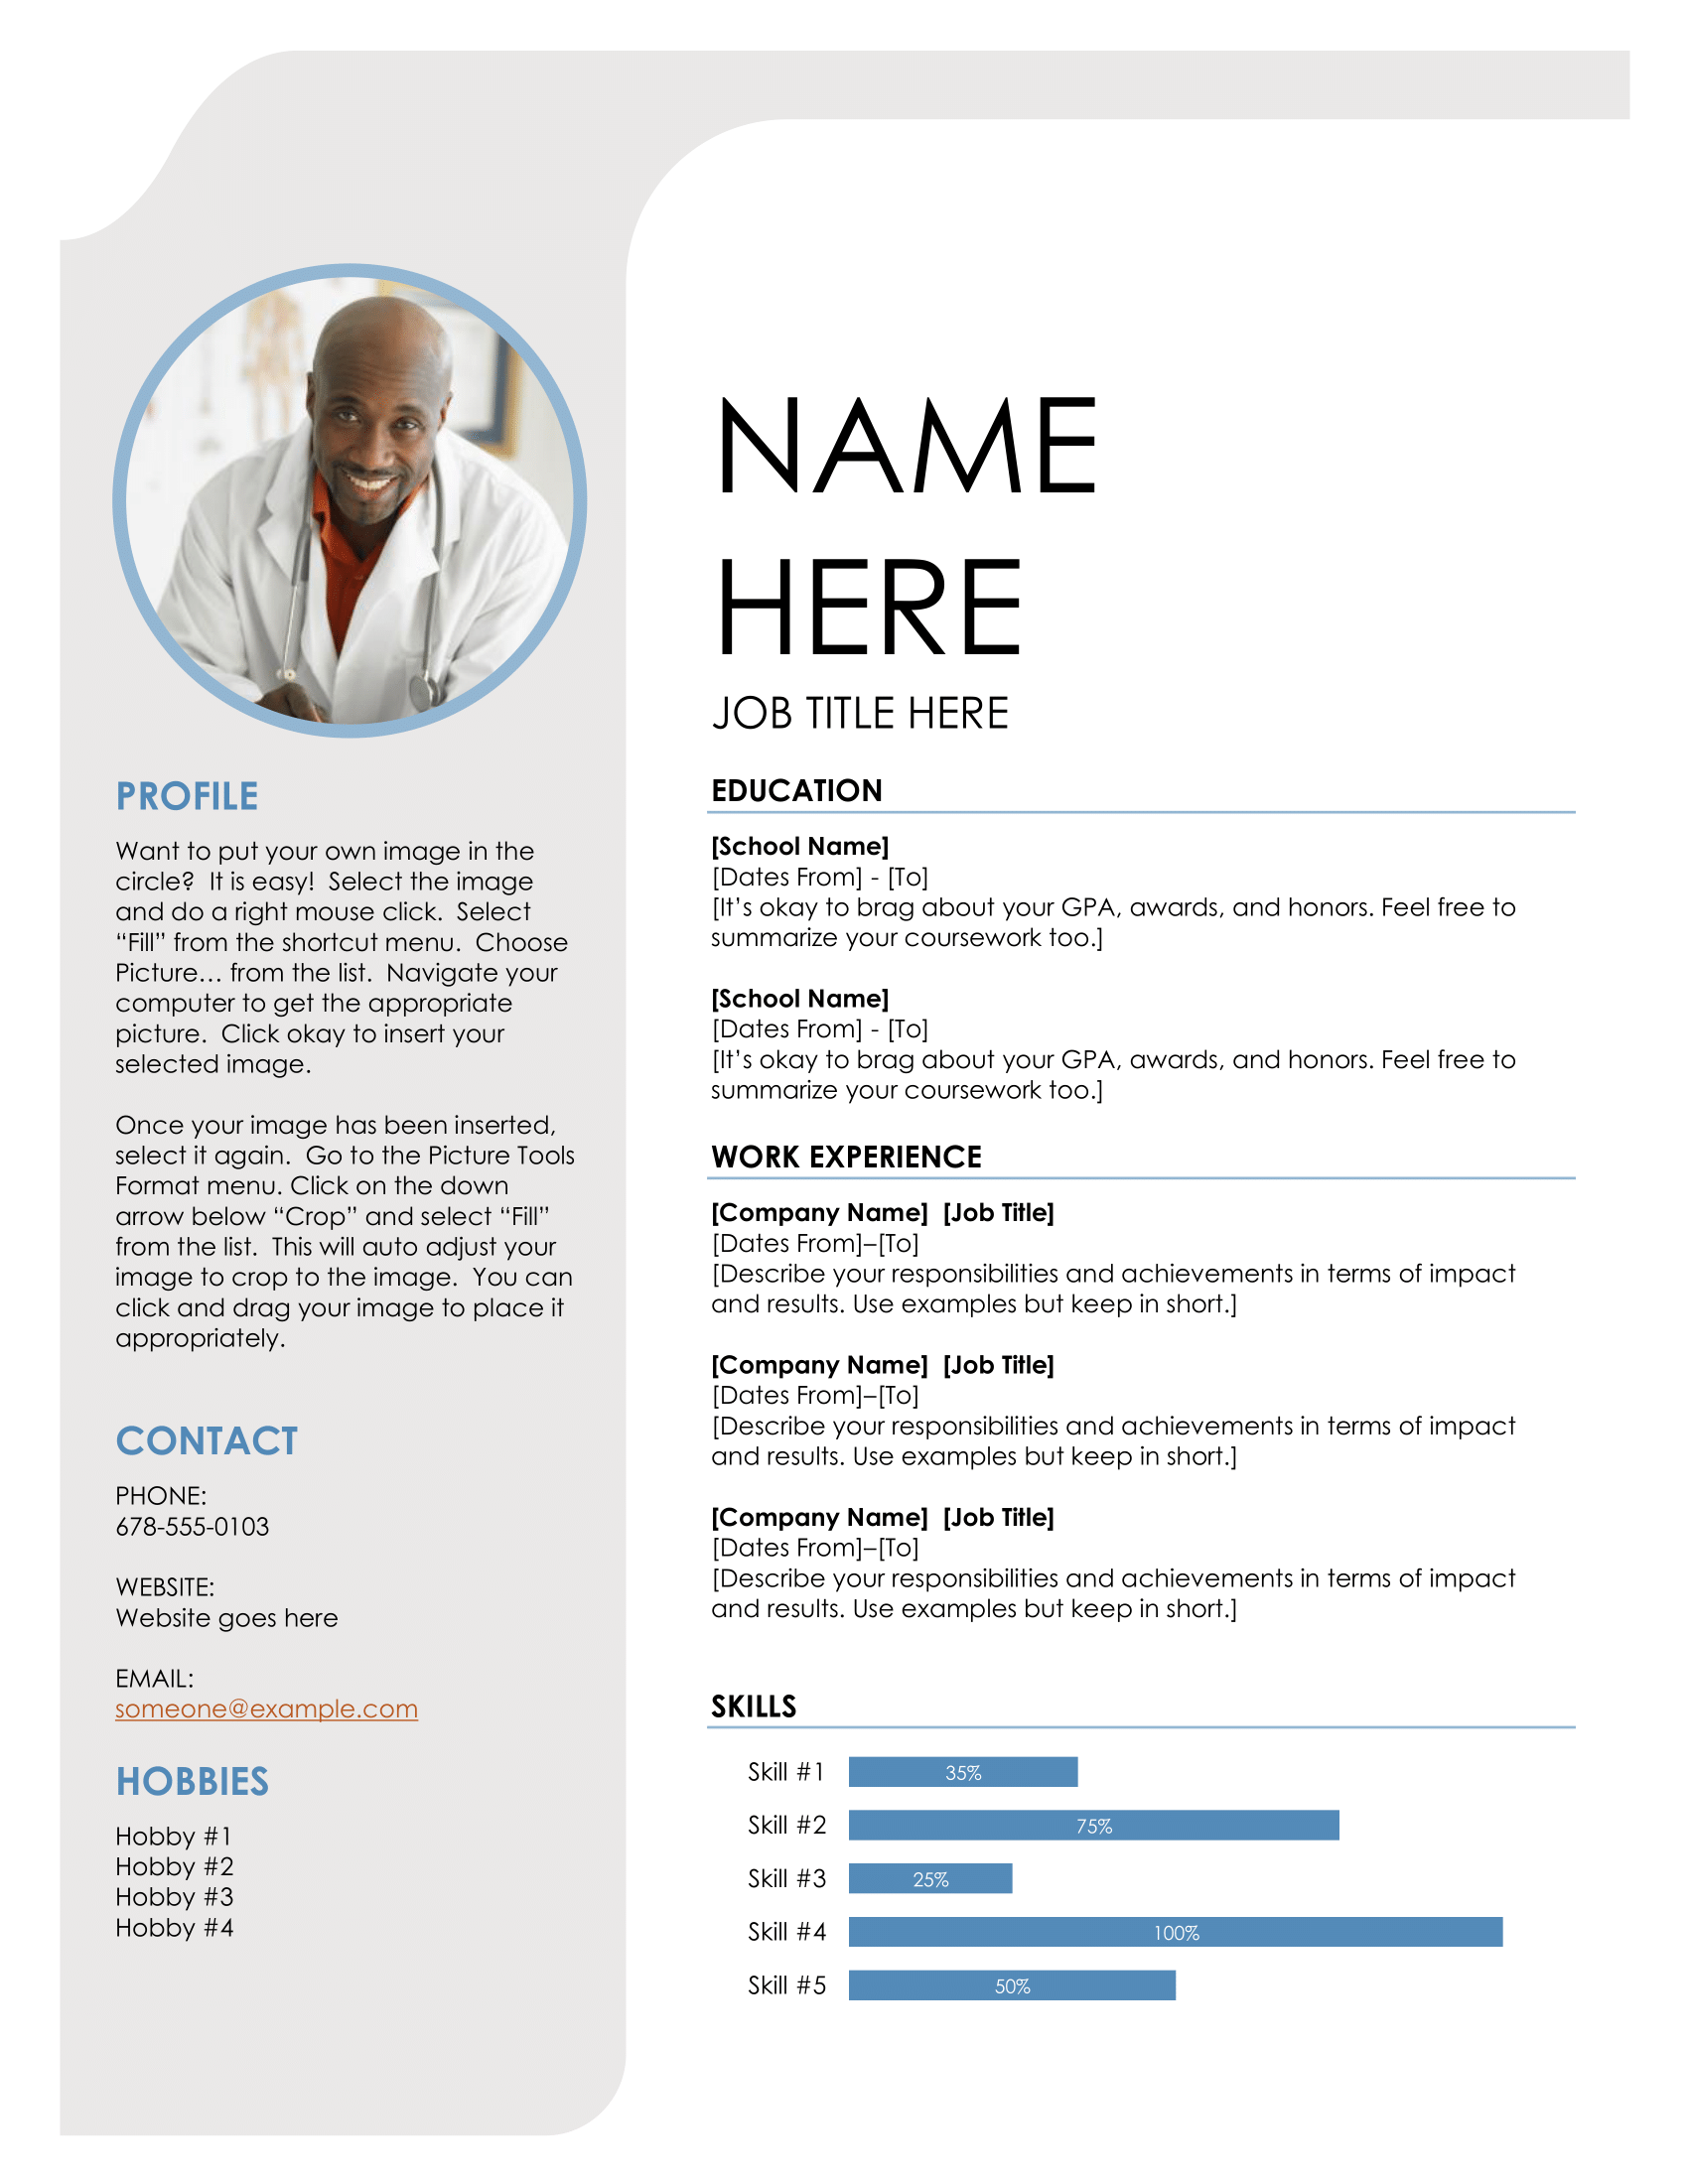 NAME
HERE
JOB TITLE HERE
PROFILE
Want to put your own image in the
circle?  It is easy!  Select the image
and do a right mouse click.  Select
“Fill” from the shortcut menu.  Choose
Picture… from the list.  Navigate your
computer to get the appropriate
picture.  Click okay to insert your
selected image.
Once your image has been inserted,
select it again.  Go to the Picture Tools
Format menu. Click on the down
arrow below “Crop” and select “Fill”
from the list.  This will auto adjust your
image to crop to the image.  You can
click and drag your image to place it
appropriately.
CONTACT
PHONE:
678-555-0103
WEBSITE:
Website goes here
EMAIL:
someone@example.com
HOBBIES
Hobby #1
Hobby #2
Hobby #3
Hobby #4
EDUCATION
[School Name]
[Dates From] - [To]
[It’s okay to brag about your GPA, awards, and honors. Feel free to
summarize your coursework too.]
[School Name]
[Dates From] - [To]
[It’s okay to brag about your GPA, awards, and honors. Feel free to
summarize your coursework too.]
WORK EXPERIENCE
[Company Name]  [Job Title]
[Dates From]–[To]
[Describe your responsibilities and achievements in terms of impact
and results. Use examples but keep in short.]
[Company Name]  [Job Title]
[Dates From]–[To]
[Describe your responsibilities and achievements in terms of impact
and results. Use examples but keep in short.]
[Company Name]  [Job Title]
[Dates From]–[To]
[Describe your responsibilities and achievements in terms of impact
and results. Use examples but keep in short.]
SKILLS
Skill #1 35%
Skill #2 75%
Skill #3 25%
Skill #4 100%
Skill #5 50%